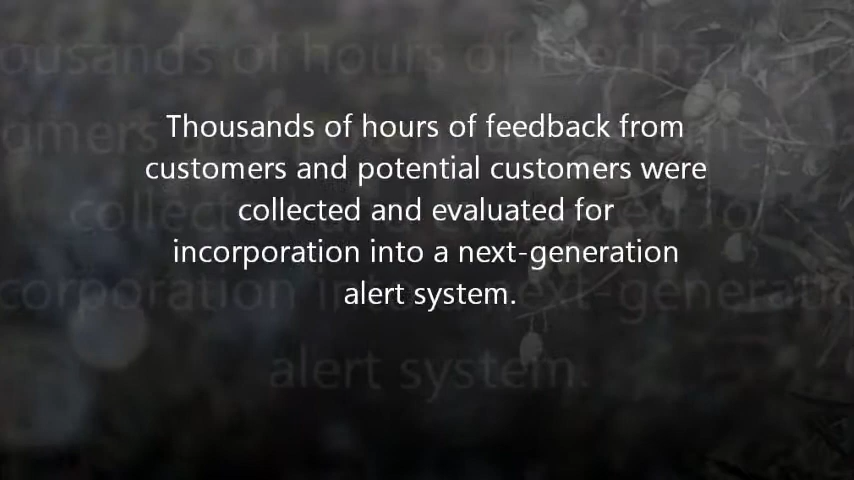 Thousands of hours of feedback from
customers and potential customers were
collected and evaluated for
incorporation into a next-generation
alert system.